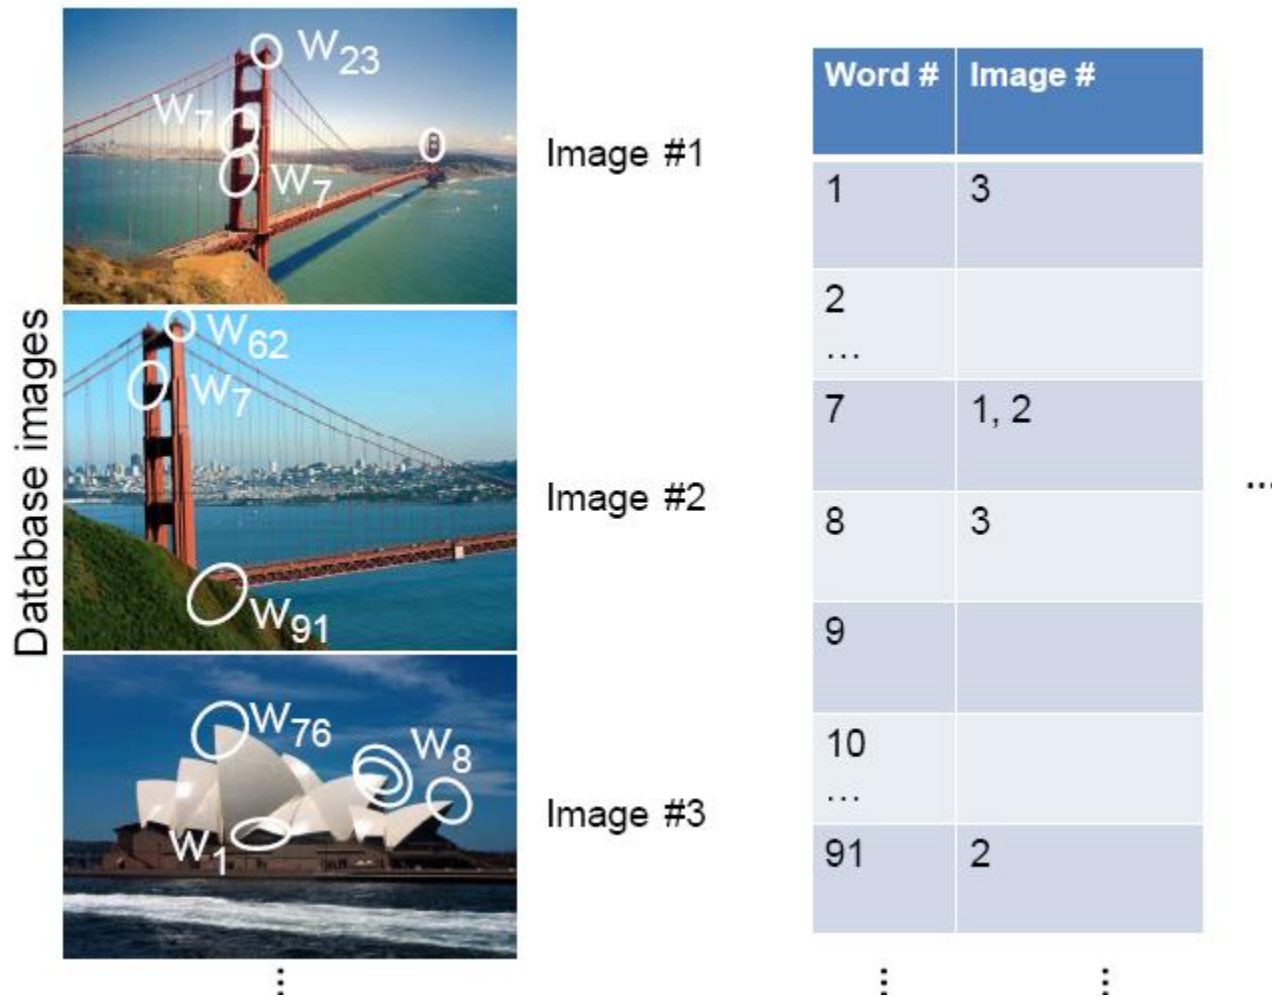 Database images
W23
W7
W7
Image #1
W62
W7
W91
Image #2
W76
W8
W1
Image #3
...
Word # Image #
1 3
2
...
7 1, 2
8 3
9
10
...
91 2
... ...
...